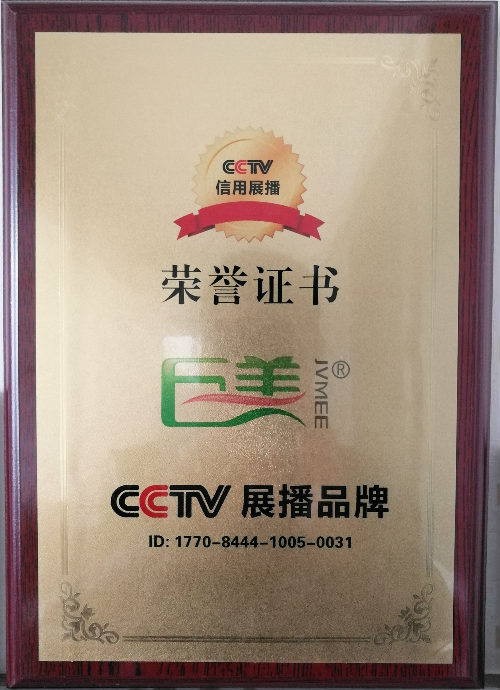 CCTV
信用展播
荣誉证书
巨美 JVMEE®
CCTV 展播品牌
ID: 1770-8444-1005-0031